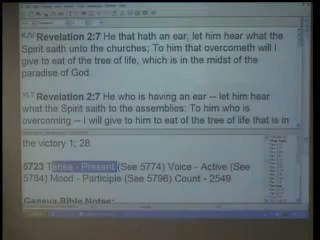 KJV Revelation 2:7 He that hath an ear, let him hear what the
Spirit saith unto the churches; To him that overcometh will I
give to eat of the tree of life, which is in the midst of the
paradise of God.
YLT Revelation 2:7 He who is having an ear -- let him hear
what the Spirit saith to the assemblies: To him who is
overcoming -- I will give to him to eat of the tree of life that is in
the victory 1; 28
5723 Tense - Present (See 5774) Voice - Active (See
5784) Mood - Participle (See 5796) Count - 2549
Geneva Bible Notes: